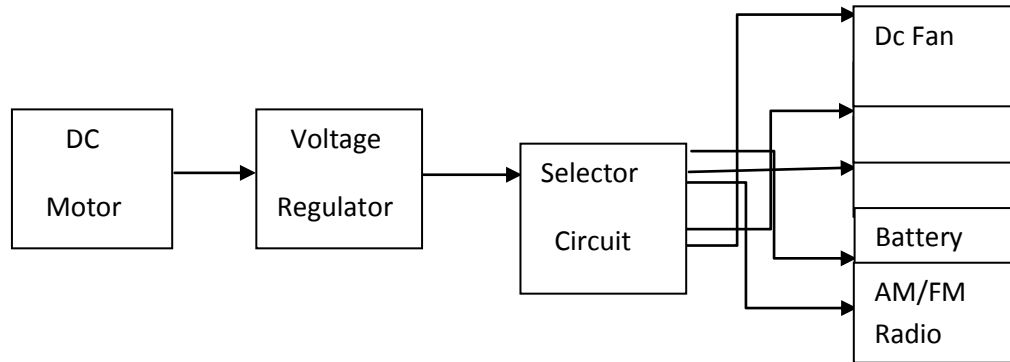 DC
Motor
Voltage
Regulator
Selector
Circuit
Dc Fan
Battery
AM/FM
Radio